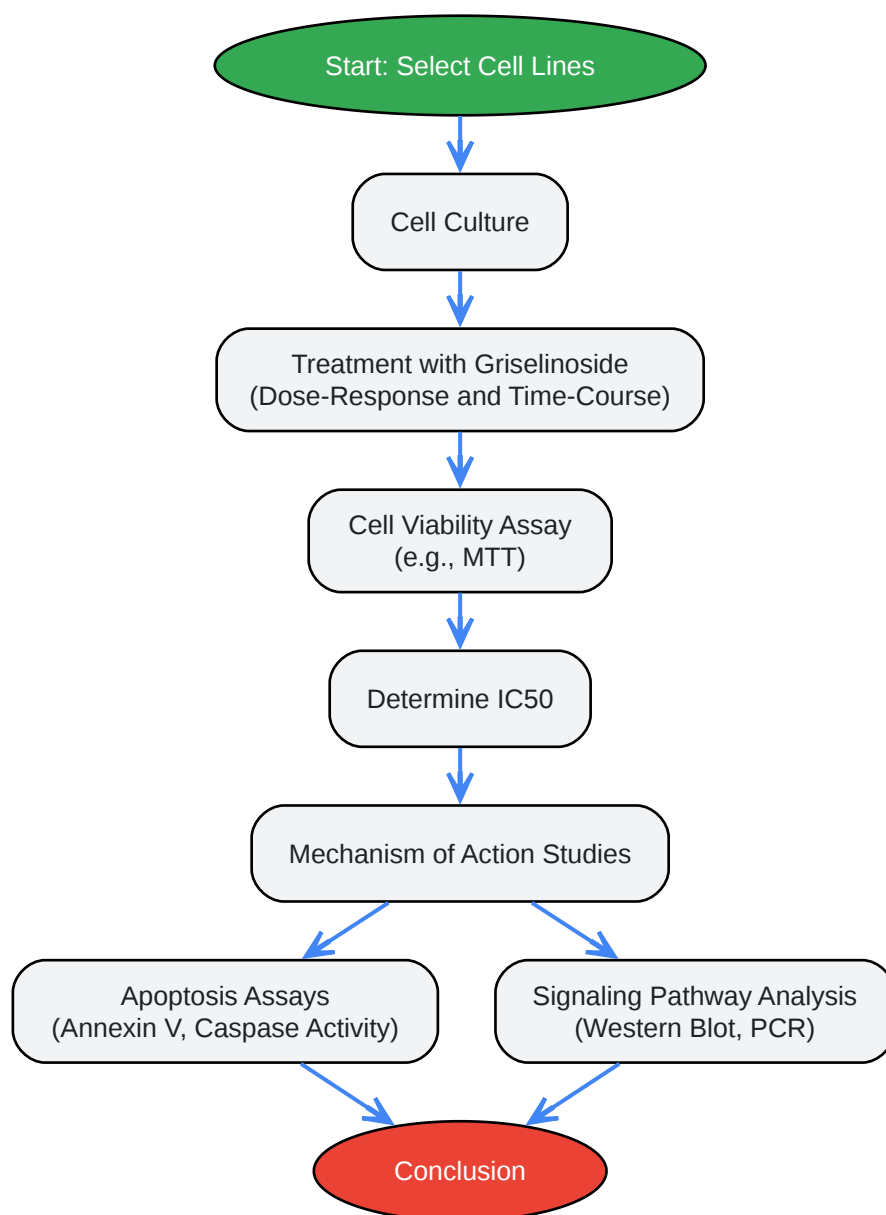 Start: Select Cell Lines
Cell Culture
Treatment with Griselinoside
(Dose-Response and Time-Course)
Cell Viability Assay
(e.g., MTT)
Determine IC50
Mechanism of Action Studies
Apoptosis Assays
(Annexin V, Caspase Activity)
Signaling Pathway Analysis
(Western Blot, PCR)
Conclusion